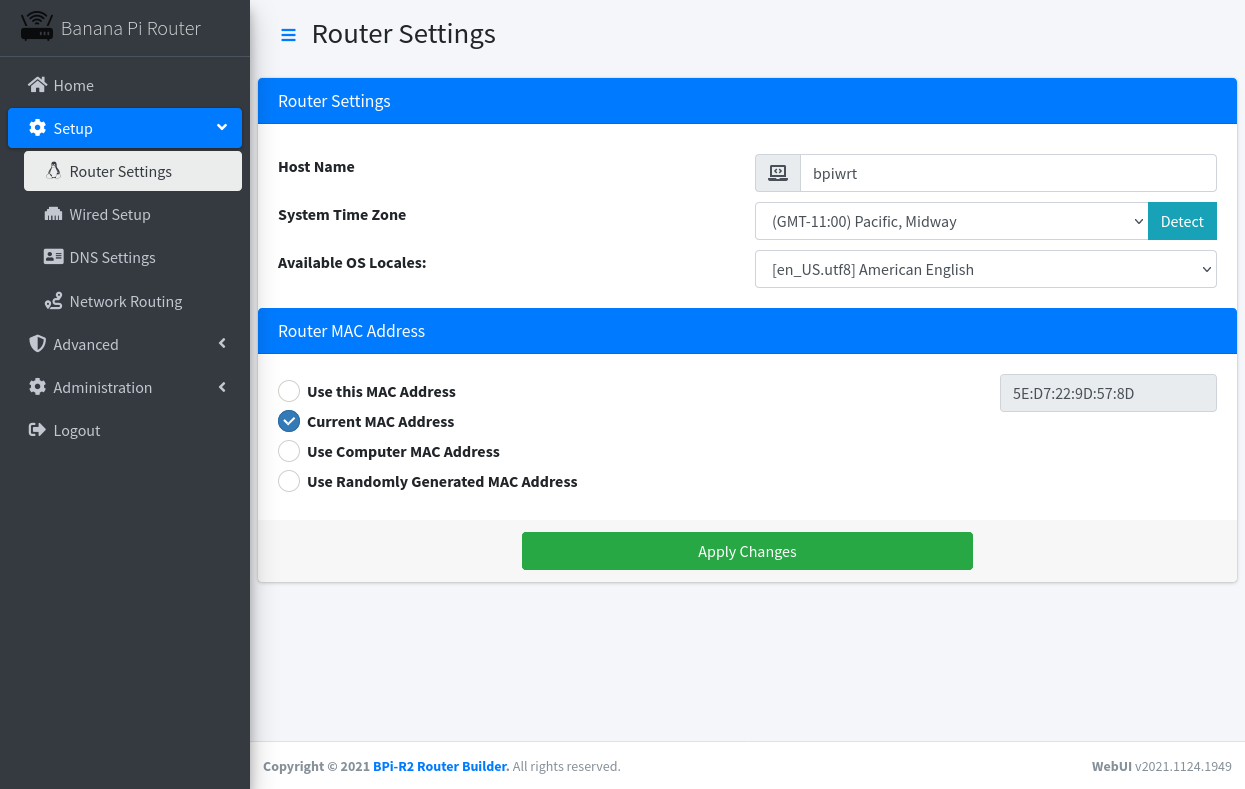 Banana Pi Router
Router Settings
Home
Setup
Router Settings
Wired Setup
DNS Settings
Network Routing
Advanced
Administration
Logout
Router Settings
Host Name
bpiwrt
System Time Zone
(GMT-11:00) Pacific, Midway
Detect
Available OS Locales:
[en_US.utf8] American English
Router MAC Address
Use this MAC Address
5E:D7:22:9D:57:8D
Current MAC Address
Use Computer MAC Address
Use Randomly Generated MAC Address
Apply Changes
Copyright © 2021 BPi-R2 Router Builder. All rights reserved.
WebUI v2021.1124.1949